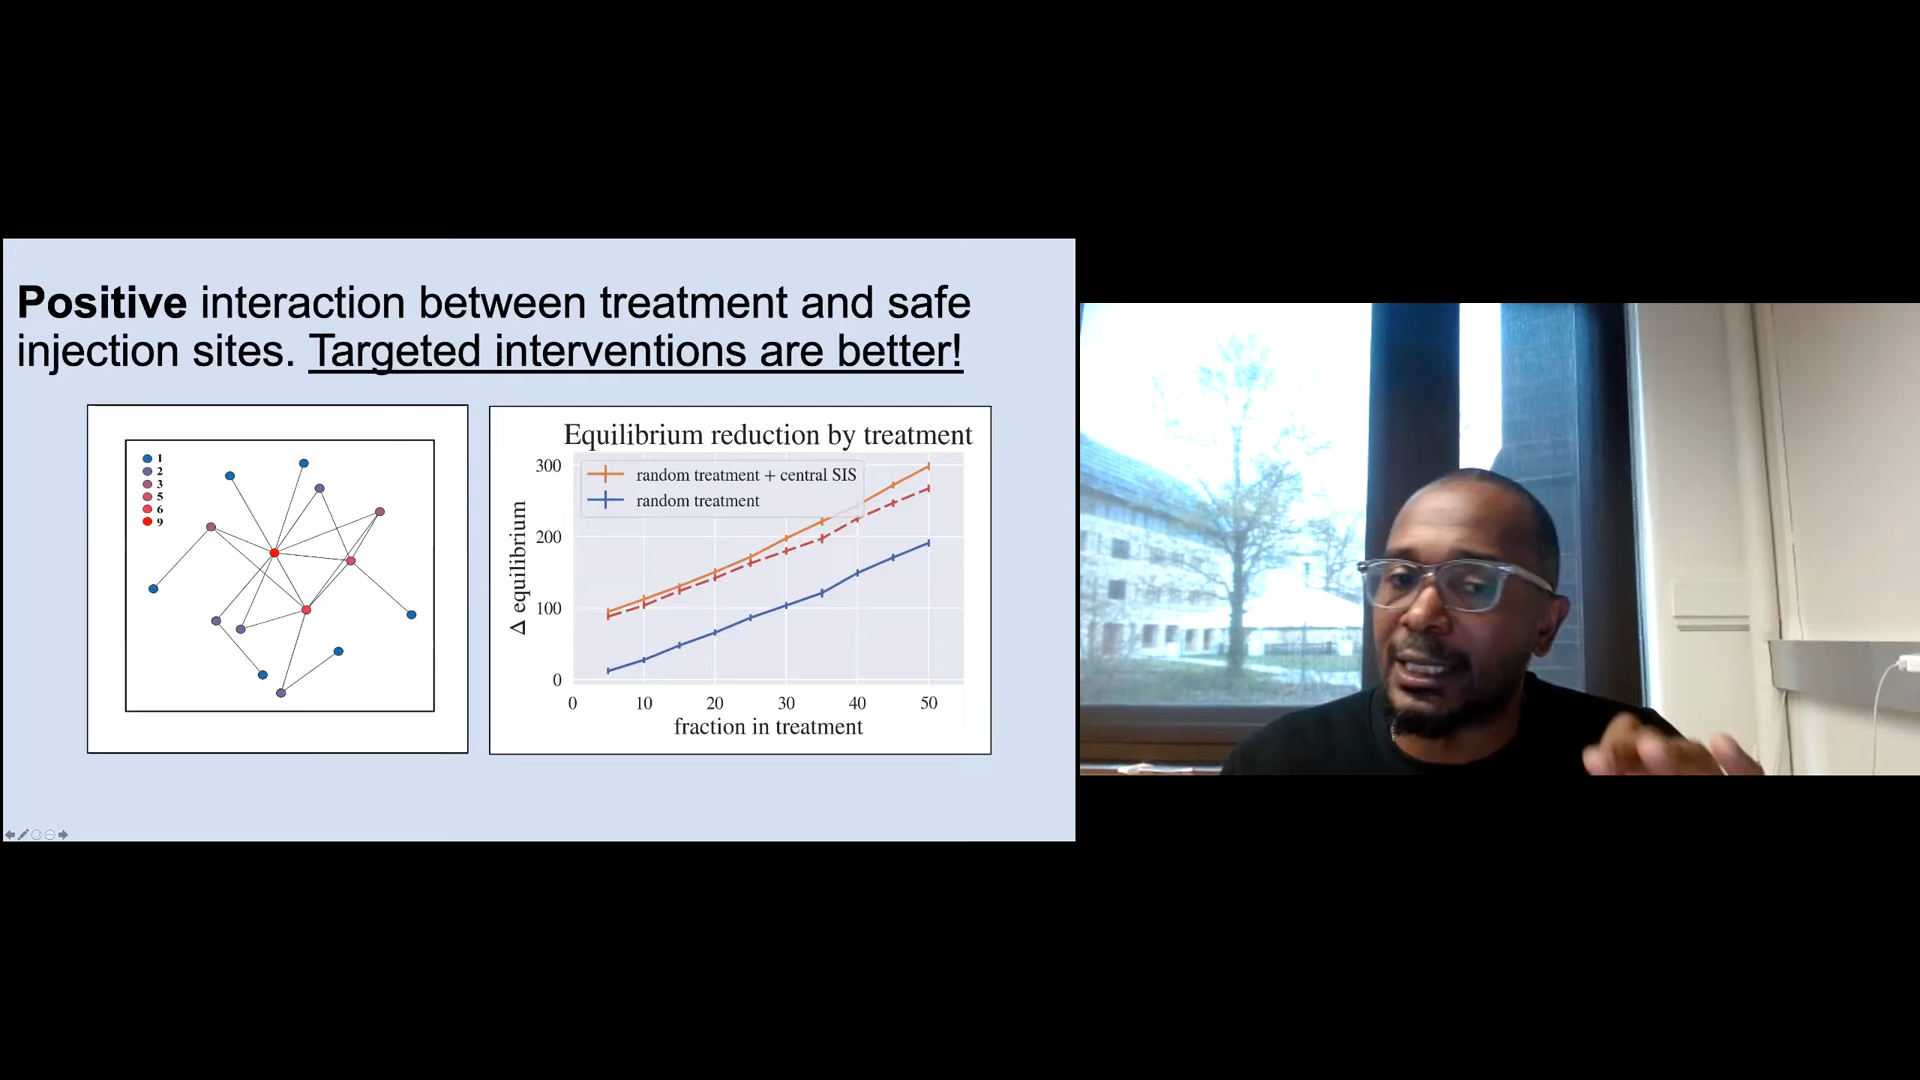 Positive interaction between treatment and safe
injection sites. Targeted interventions are better!
1
2
3
5
6
9
Equilibrium reduction by treatment
random treatment + central SIS
random treatment
Δ equilibrium
300
200
100
0
0 10 20 30 40 50
fraction in treatment